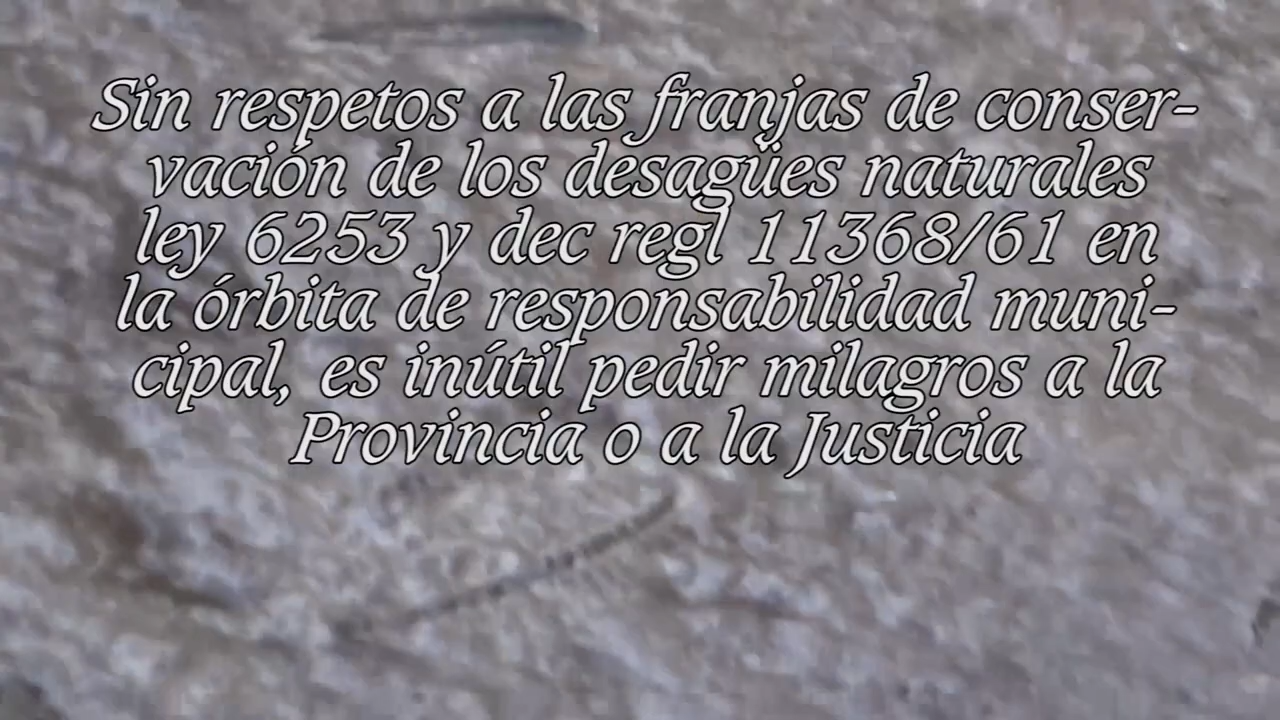 Sin respetos a las franjas de conser-
vación de los desagües naturales
ley 6253 y dec regl 11368/61 en
la órbita de responsabilidad muni-
cipal, es inútil pedir milagros a la
Provincia o a la Justicia